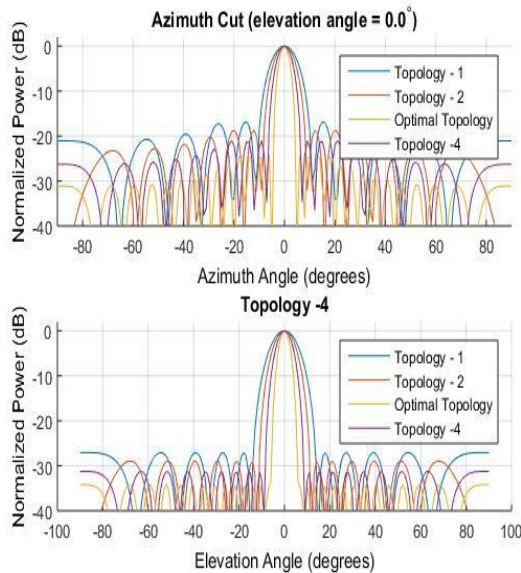 Azimuth Cut (elevation angle = 0.0°)
Normalized Power (dB)
0
-10
-20
-30
-40
Topology - 1
Topology - 2
Optimal Topology
Topology -4
-80 -60 -40 -20 0 20 40 60 80
Azimuth Angle (degrees)
Topology -4
Normalized Power (dB)
0
-10
-20
-30
-40
Topology - 1
Topology - 2
Optimal Topology
Topology -4
-100 -80 -60 -40 -20 0 20 40 60 80 100
Elevation Angle (degrees)